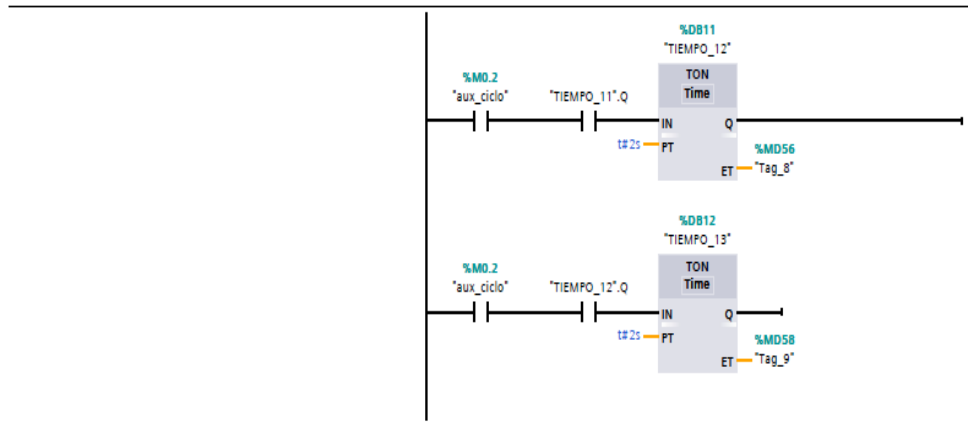 %DB11
"TIEMPO_12"
TON
Time
%M0.2
"aux_ciclo"
"TIEMPO_11".Q
IN
Q
t#2s
PT
%MD56
ET
"Tag_8"
%DB12
"TIEMPO_13"
TON
Time
%M0.2
"aux_ciclo"
"TIEMPO_12".Q
IN
Q
t#2s
PT
%MD58
ET
"Tag_9"